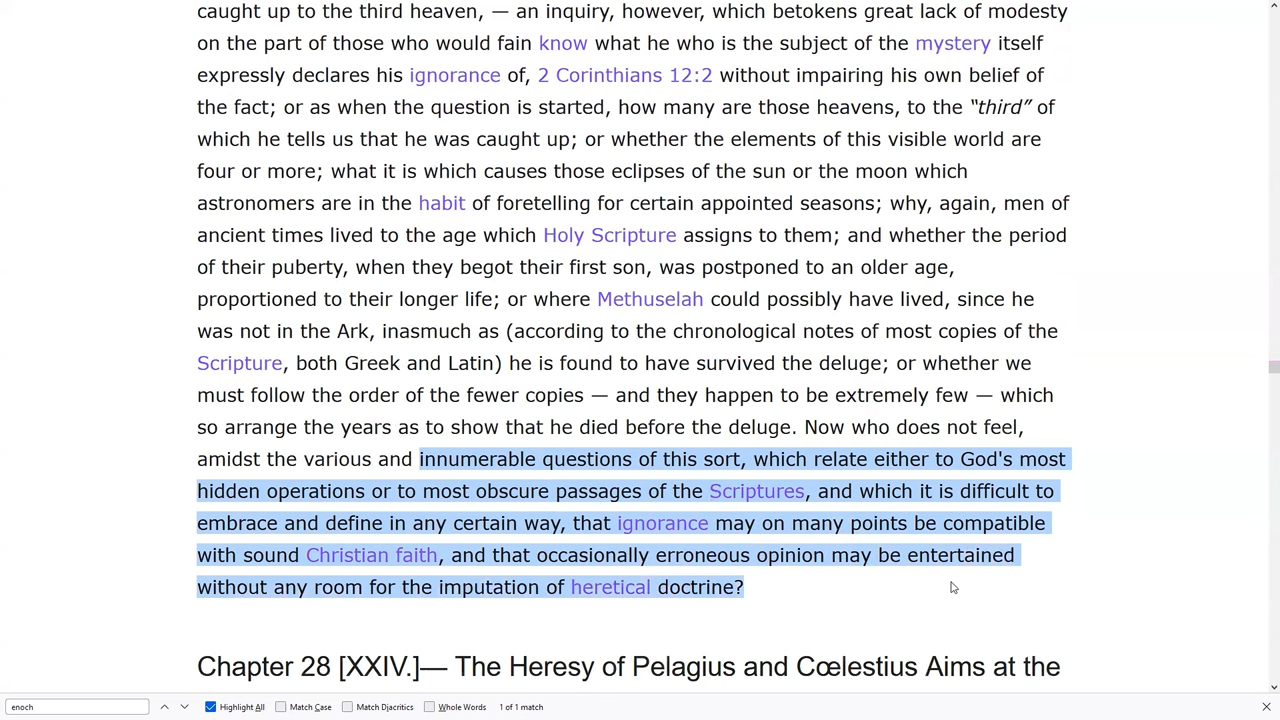 caught up to the third heaven, — an inquiry, however, which betokens great lack of modesty
on the part of those who would fain know what he who is the subject of the mystery itself
expressly declares his ignorance of, 2 Corinthians 12:2 without impairing his own belief of
the fact; or as when the question is started, how many are those heavens, to the “third” of
which he tells us that he was caught up; or whether the elements of this visible world are
four or more; what it is which causes those eclipses of the sun or the moon which
astronomers are in the habit of foretelling for certain appointed seasons; why, again, men of
ancient times lived to the age which Holy Scripture assigns to them; and whether the period
of their puberty, when they begot their first son, was postponed to an older age,
proportioned to their longer life; or where Methuselah could possibly have lived, since he
was not in the Ark, inasmuch as (according to the chronological notes of most copies of the
Scripture, both Greek and Latin) he is found to have survived the deluge; or whether we
must follow the order of the fewer copies — and they happen to be extremely few — which
so arrange the years as to show that he died before the deluge. Now who does not feel,
amidst the various and innumerable questions of this sort, which relate either to God's most
hidden operations or to most obscure passages of the Scriptures, and which it is difficult to
embrace and define in any certain way, that ignorance may on many points be compatible
with sound Christian faith, and that occasionally erroneous opinion may be entertained
without any room for the imputation of heretical doctrine?
Chapter 28 [XXIV.]— The Heresy of Pelagius and Cœlestius Aims at the
enoch Highlight All Match Case Match Diacritics Whole Words 1 of 1 match